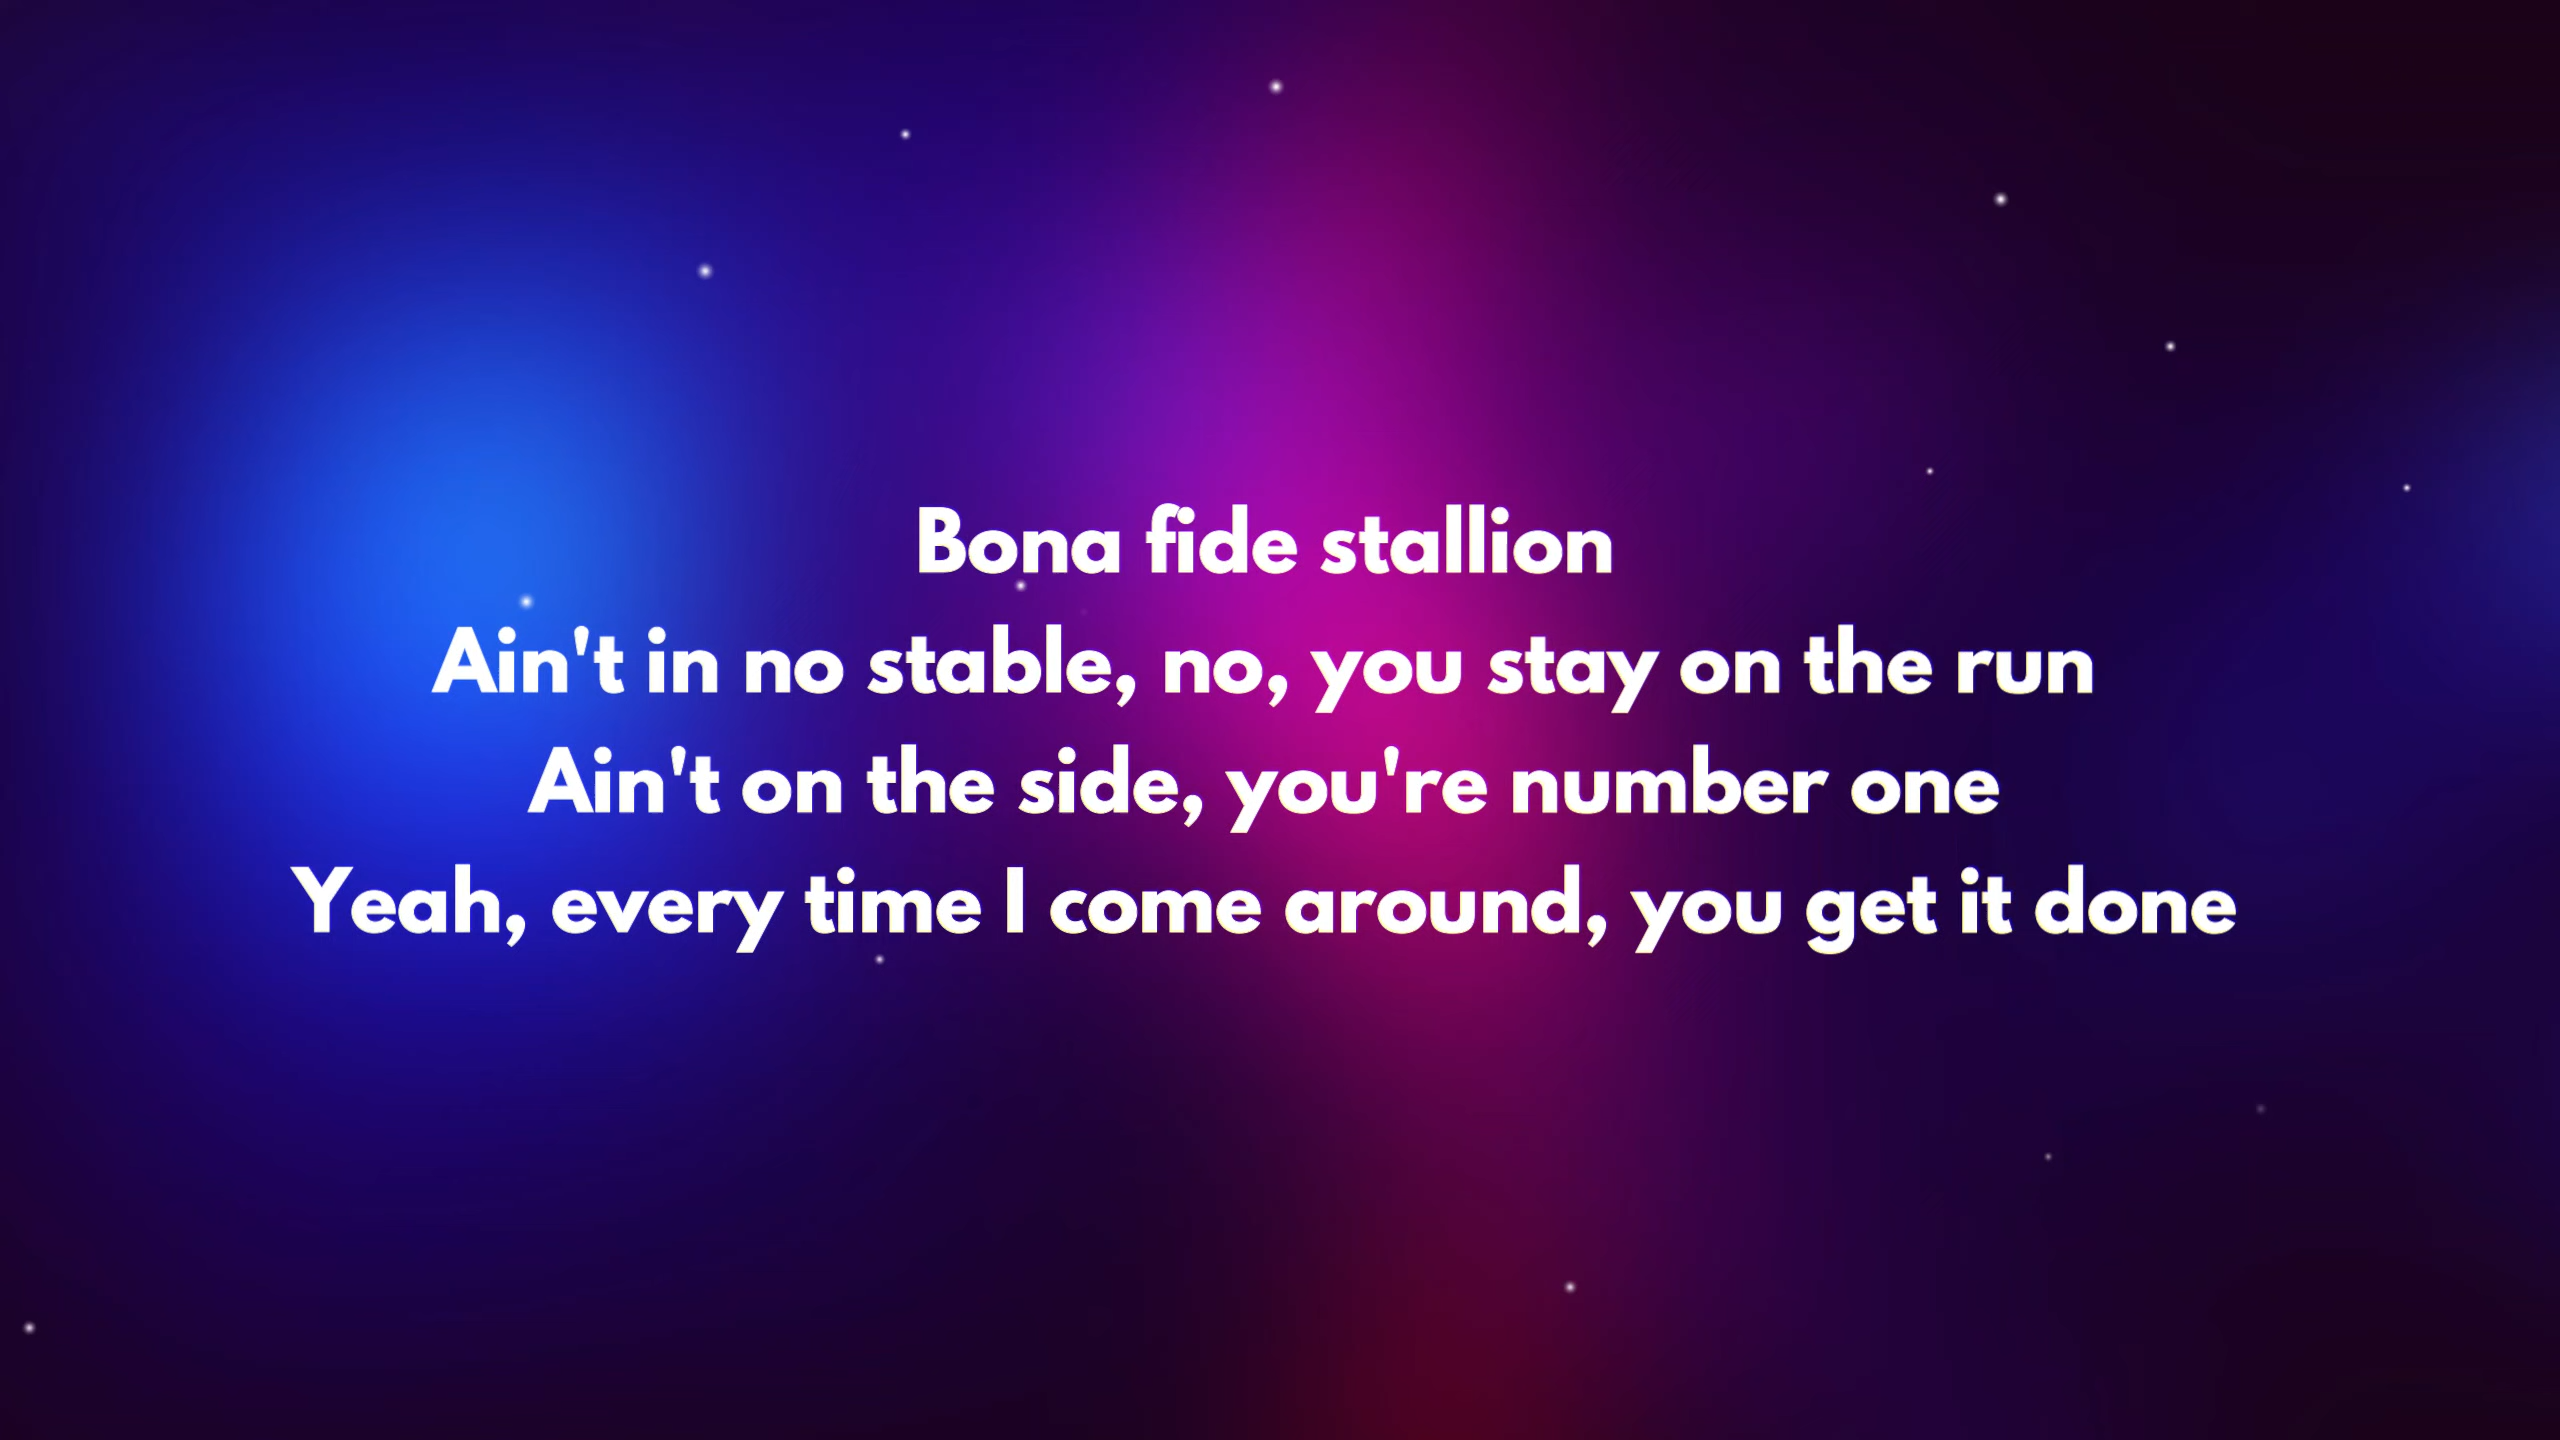 Bona fide stallion
Ain't in no stable, no, you stay on the run
Ain't on the side, you're number one
Yeah, every time I come around, you get it done